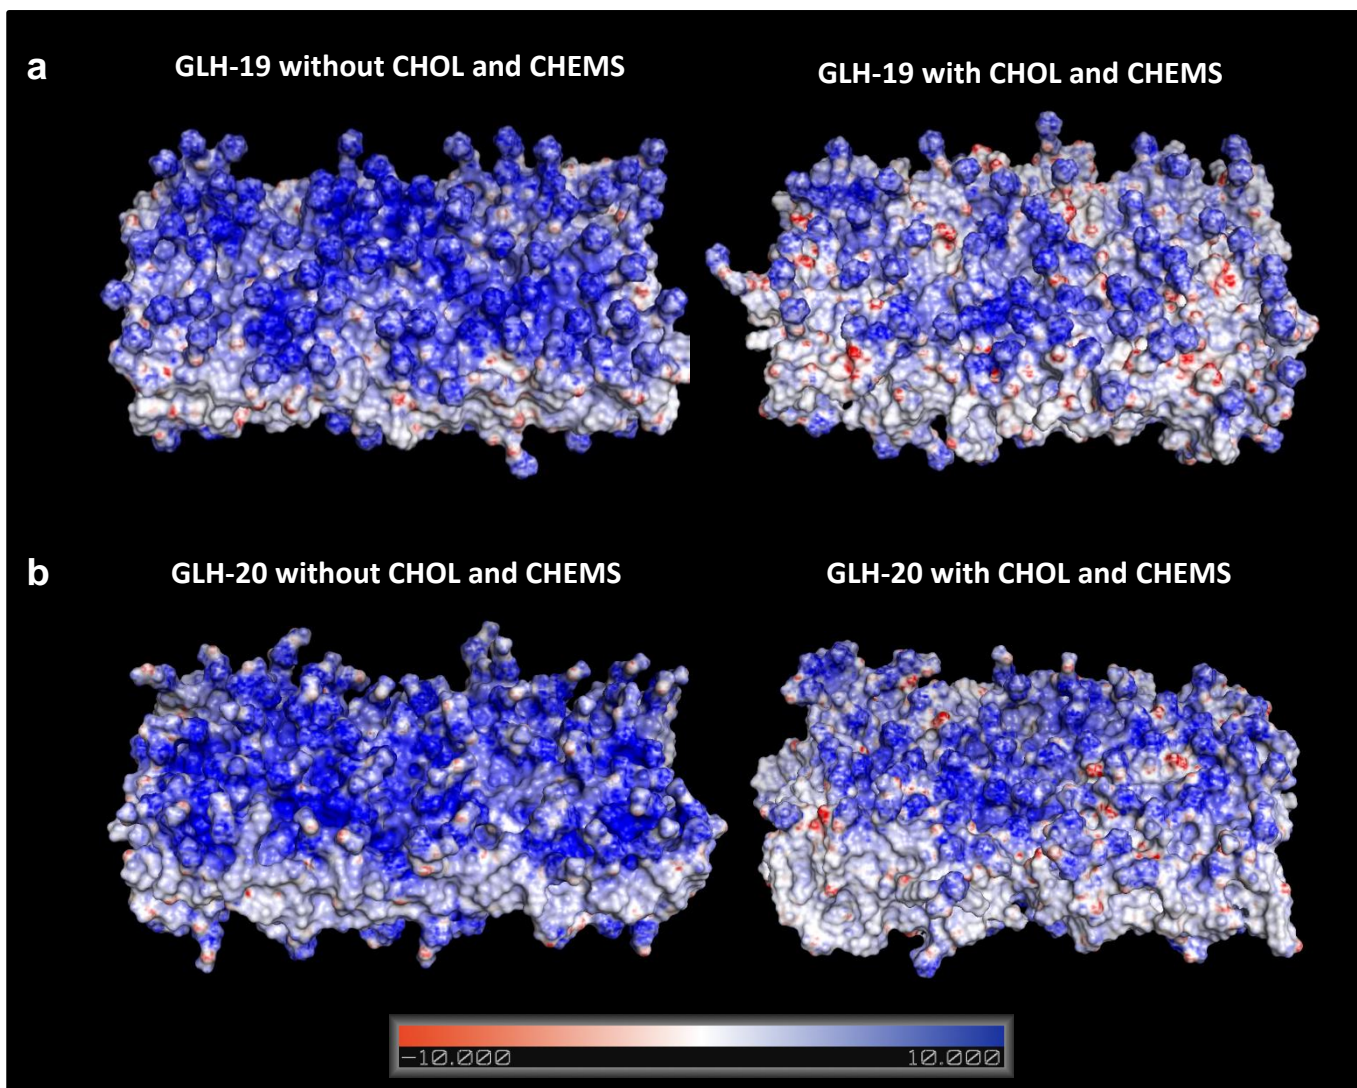 a
GLH-19 without CHOL and CHEMS
GLH-19 with CHOL and CHEMS
b
GLH-20 without CHOL and CHEMS
GLH-20 with CHOL and CHEMS
−10.000
10.000